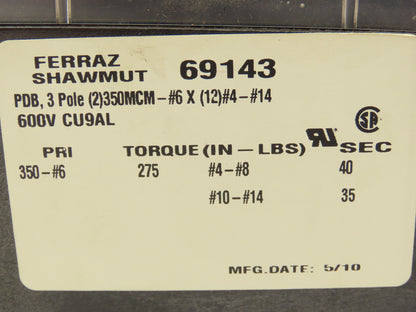 FERRAZ SHAWMUT 69143
PDB, 3 Pole (2)350MCM-#6 X (12)#4-#14
600V CU9AL
PRI TORQUE (IN-LBS) SEC
350-#6 275 #4-#8 40
#10-#14 35
MFG.DATE: 5/10